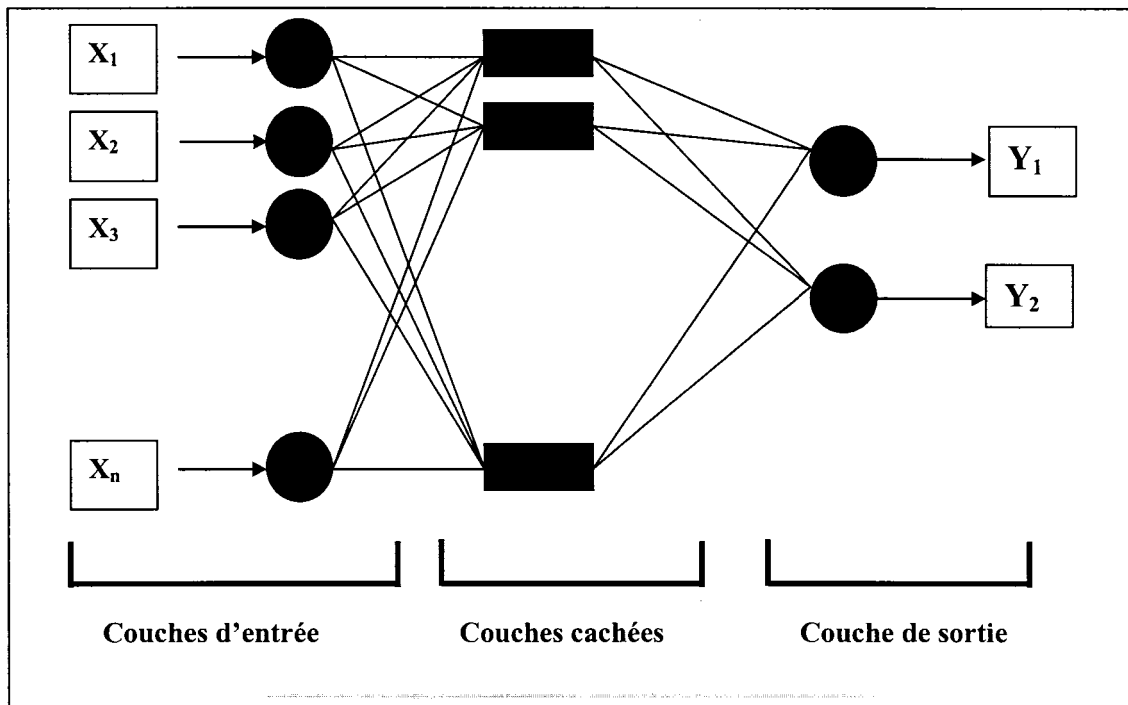 X₁
X₂
X₃
Xₙ
Y₁
Y₂
Couches d’entrée
Couches cachées
Couche de sortie